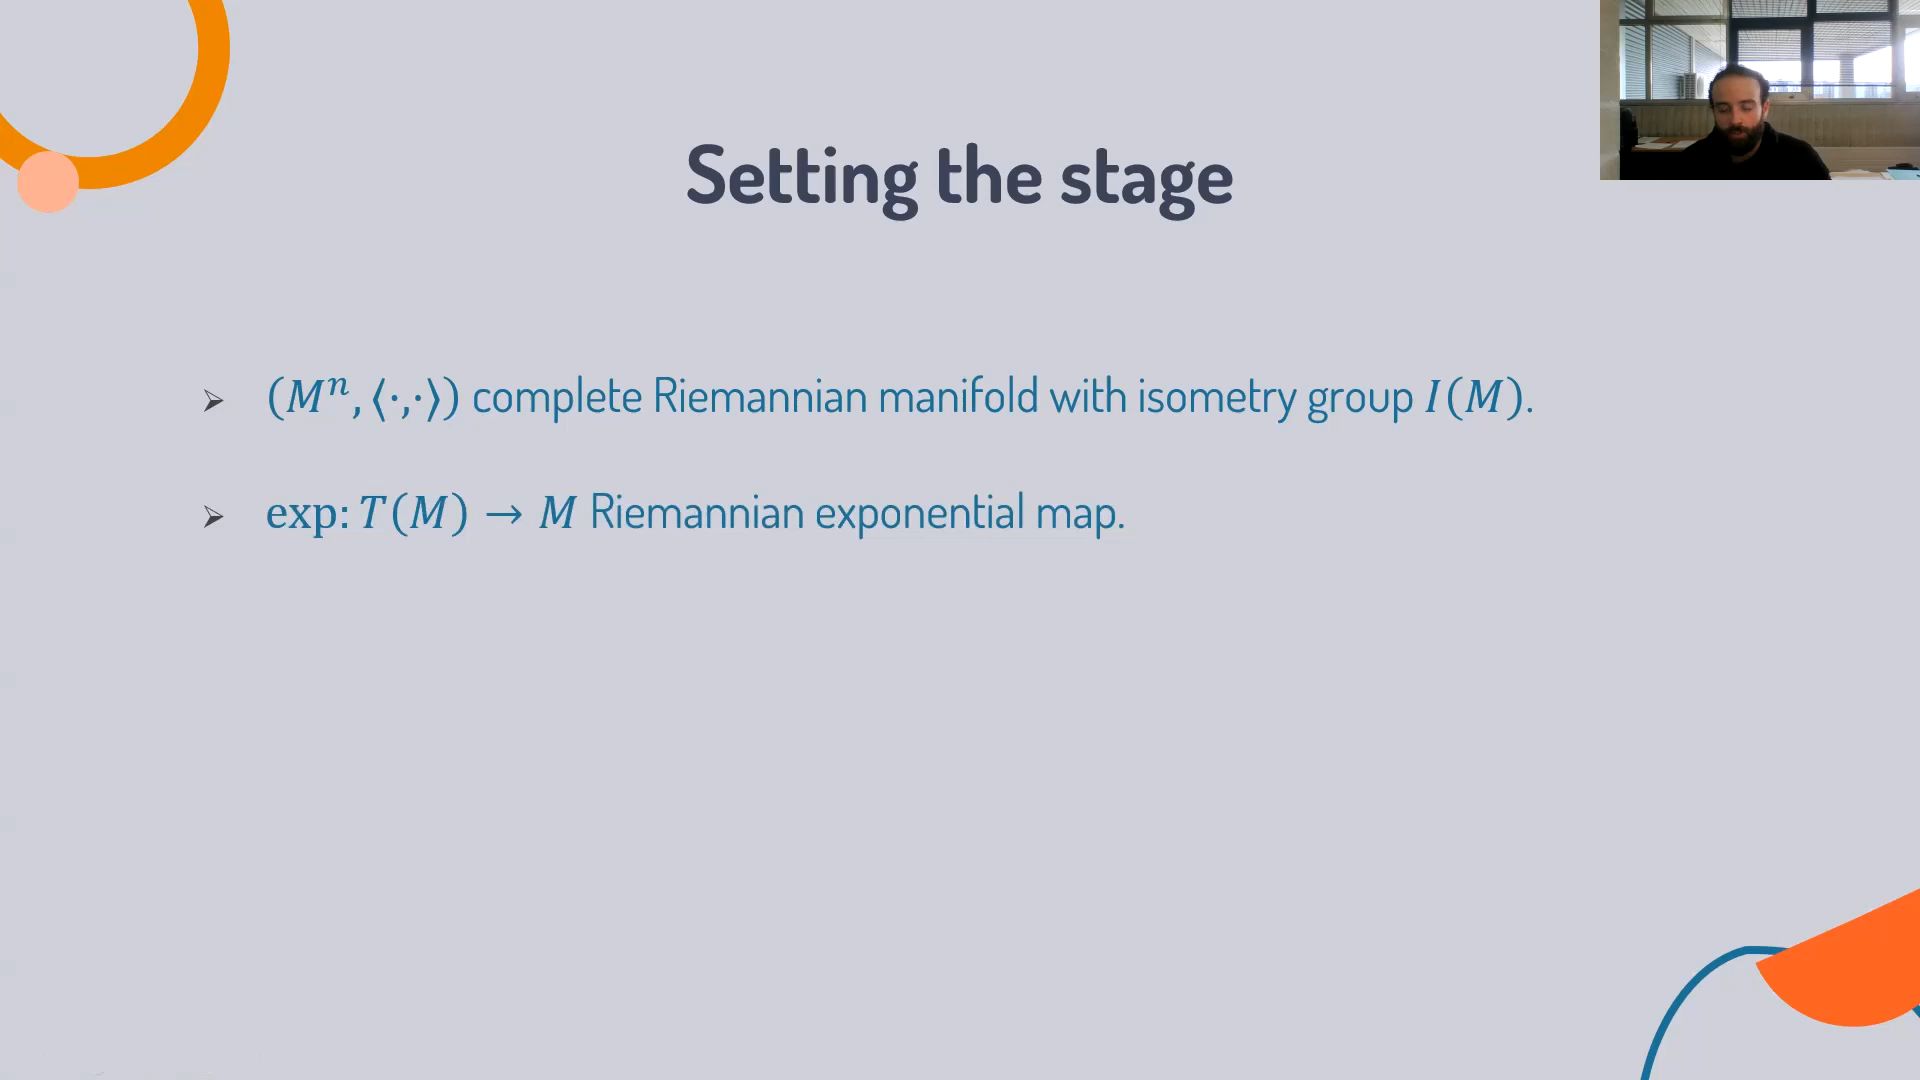 Setting the stage
➢ (𝑀ⁿ, ⟨·,·⟩) complete Riemannian manifold with isometry group 𝐼(𝑀).
➢ exp: 𝑇(𝑀) → 𝑀 Riemannian exponential map.